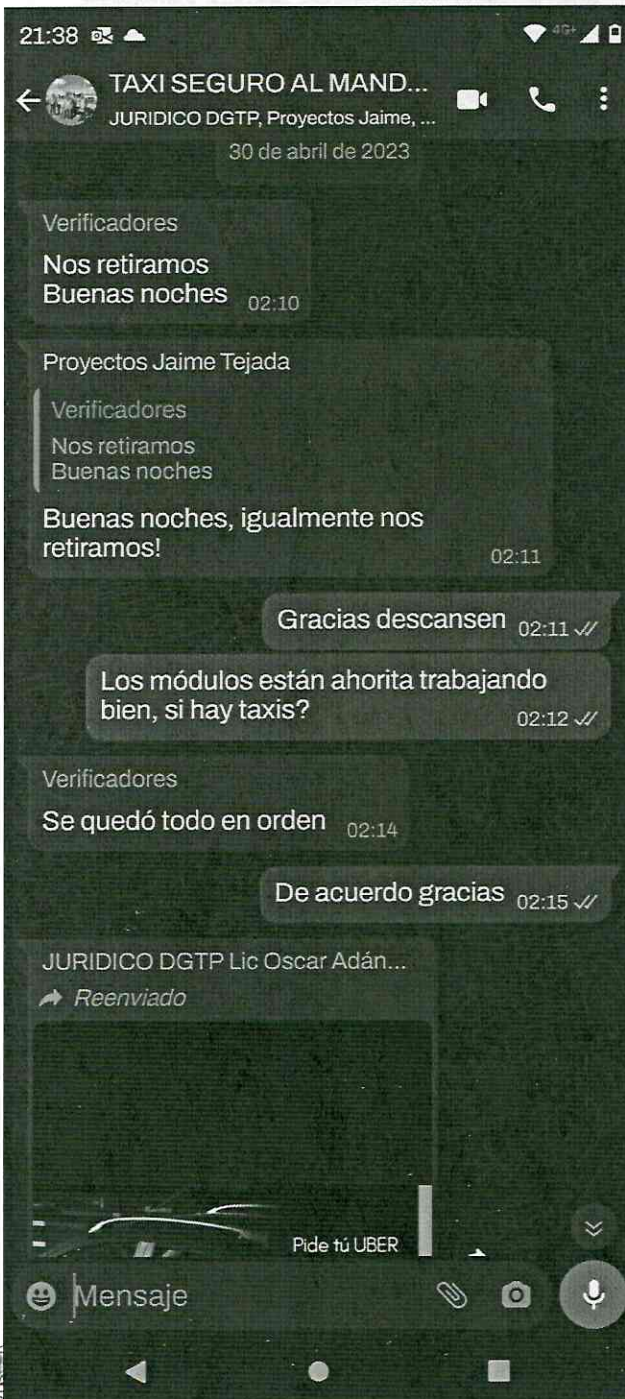 21:38
4G+
TAXI SEGURO AL MAND...
JURIDICO DGTP, Proyectos Jaime, ...
30 de abril de 2023
Verificadores
Nos retiramos
Buenas noches 02:10
Proyectos Jaime Tejada
Verificadores
Nos retiramos
Buenas noches
Buenas noches, igualmente nos
retiramos!
02:11
Gracias descansen 02:11
Los módulos están ahorita trabajando
bien, si hay taxis?
02:12
Verificadores
Se quedó todo en orden 02:14
De acuerdo gracias 02:15
JURIDICO DGTP Lic Oscar Adán...
Reenviado
Pide tú UBER
Mensaje